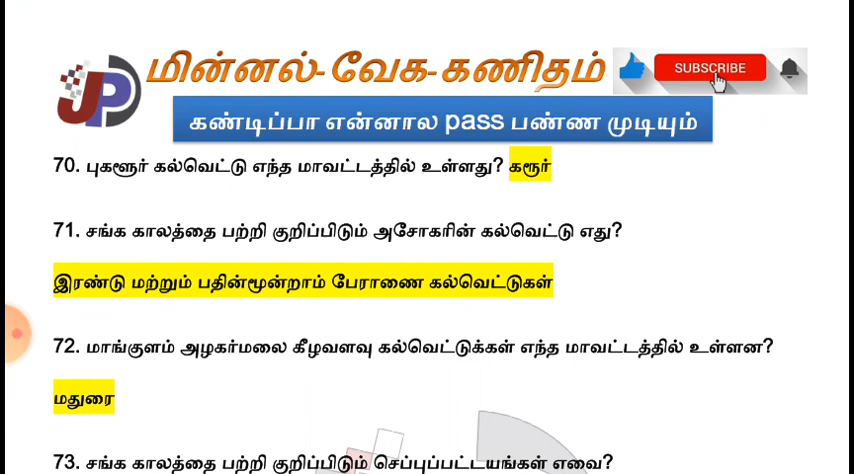 JP
மின்னல்-வேக-கணிதம்
SUBSCRIBE
கண்டிப்பா என்னால pass பண்ண முடியும்
70. புகளூர் கல்வெட்டு எந்த மாவட்டத்தில் உள்ளது? கரூர்
71. சங்க காலத்தை பற்றி குறிப்பிடும் அசோகரின் கல்வெட்டு எது?
இரண்டு மற்றும் பதின்மூன்றாம் பேராணை கல்வெட்டுகள்
72. மாங்குளம் அழகர்மலை கீழவளவு கல்வெட்டுக்கள் எந்த மாவட்டத்தில் உள்ளன?
மதுரை
73. சங்க காலத்தை பற்றி குறிப்பிடும் செப்புப்பட்டயங்கள் எவை?